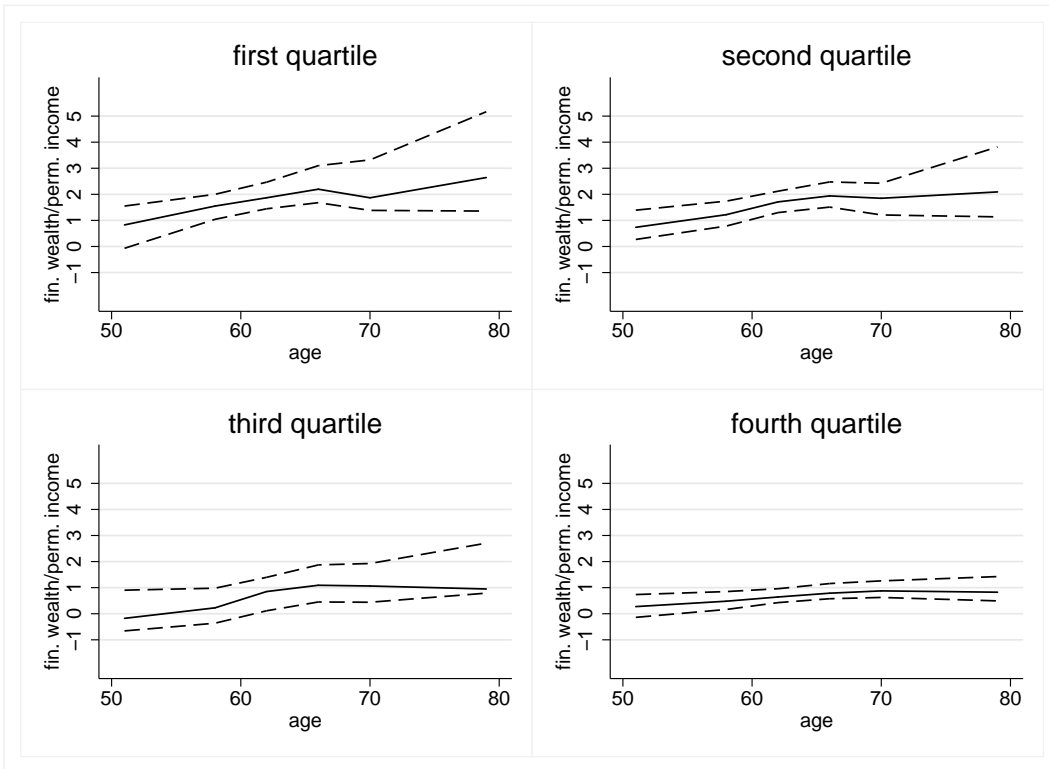 first quartile
fin. wealth/perm. income
5
4
3
2
1
0
−1
50 60 70 80
age
second quartile
fin. wealth/perm. income
5
4
3
2
1
0
−1
50 60 70 80
age
third quartile
fin. wealth/perm. income
5
4
3
2
1
0
−1
50 60 70 80
age
fourth quartile
fin. wealth/perm. income
5
4
3
2
1
0
−1
50 60 70 80
age